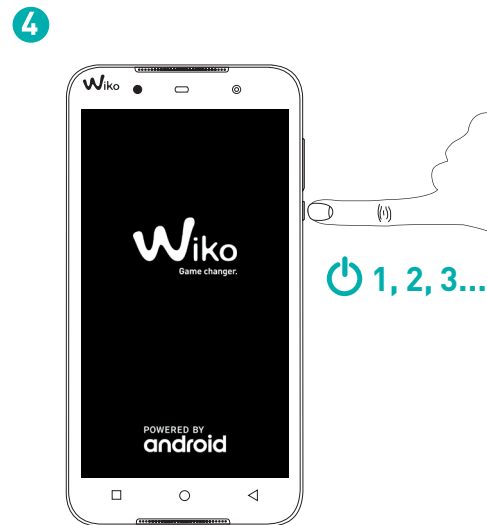 4
Wiko
Wiko
Game changer.
1, 2, 3...
POWERED BY
android